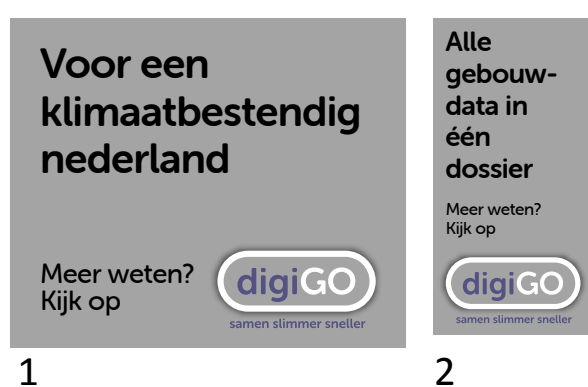 Voor een
klimaatbestendig
nederland
Meer weten?
Kijk op
digiGO
samen slimmer sneller
1
Alle
gebouw-
data in
één
dossier
Meer weten?
Kijk op
digiGO
samen slimmer sneller
2